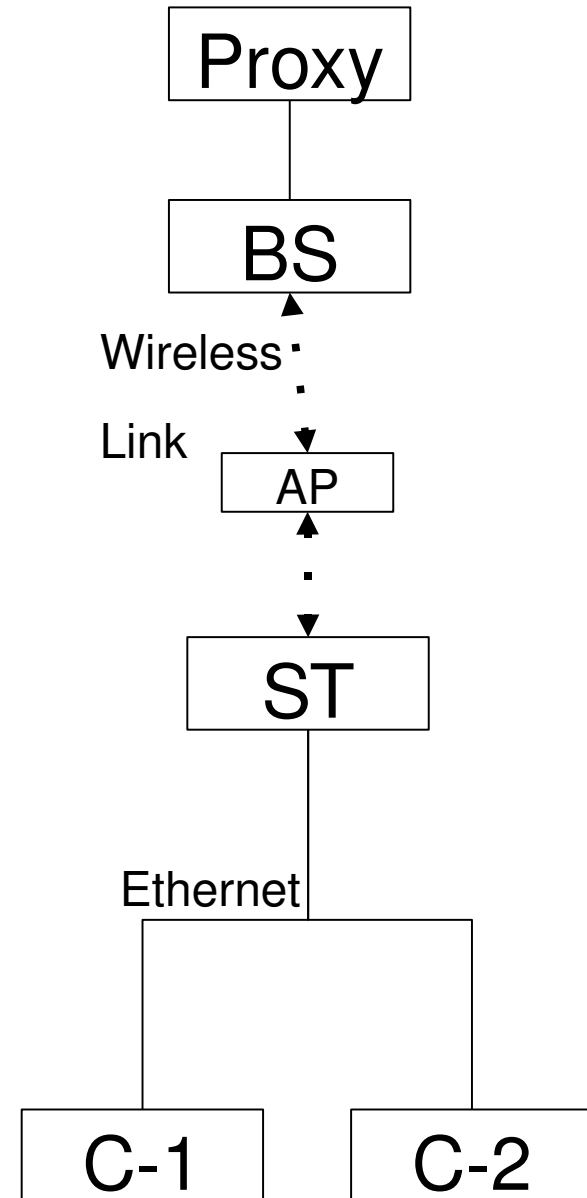 Proxy
BS
Wireless
Link
AP
ST
Ethernet
C-1
C-2